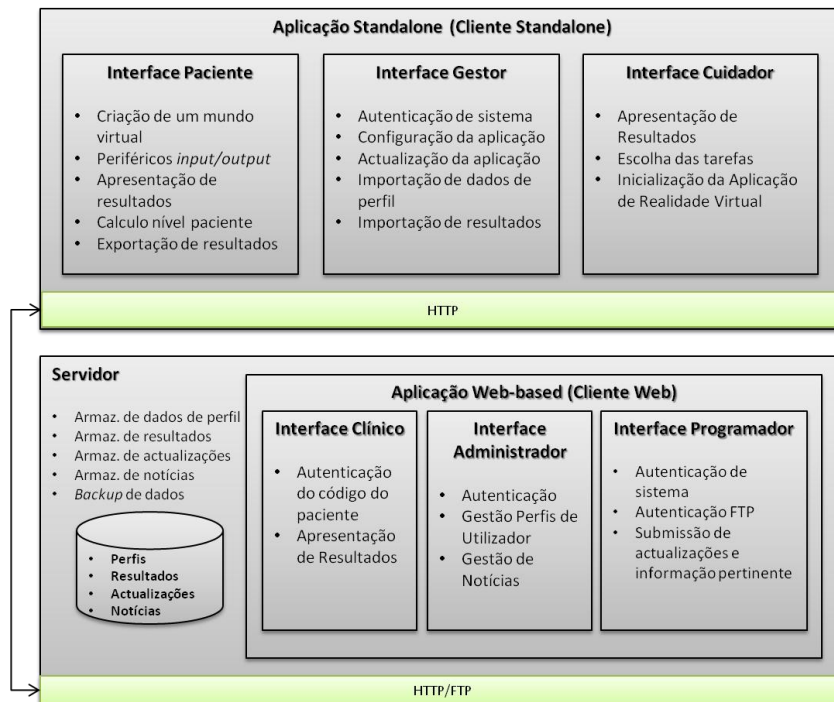 Aplicação Standalone (Cliente Standalone)
Interface Paciente
• Criação de um mundo
virtual
• Periféricos input/output
• Apresentação de
resultados
• Calculo nível paciente
• Exportação de resultados
Interface Gestor
• Autenticação de sistema
• Configuração da aplicação
• Actualização da aplicação
• Importação de dados de
perfil
• Importação de resultados
Interface Cuidador
• Apresentação de
Resultados
• Escolha das tarefas
• Inicialização da Aplicação
de Realidade Virtual
HTTP
Servidor
• Armaz. de dados de perfil
• Armaz. de resultados
• Armaz. de actualizações
• Armaz. de notícias
• Backup de dados
• Perfis
• Resultados
• Actualizações
• Notícias
Aplicação Web-based (Cliente Web)
Interface Clínico
• Autenticação
do código do
paciente
• Apresentação
de Resultados
Interface
Administrador
• Autenticação
• Gestão Perfis de
Utilizador
• Gestão de
Notícias
Interface Programador
• Autenticação de
sistema
• Autenticação FTP
• Submissão de
actualizações e
informação pertinente
HTTP/FTP